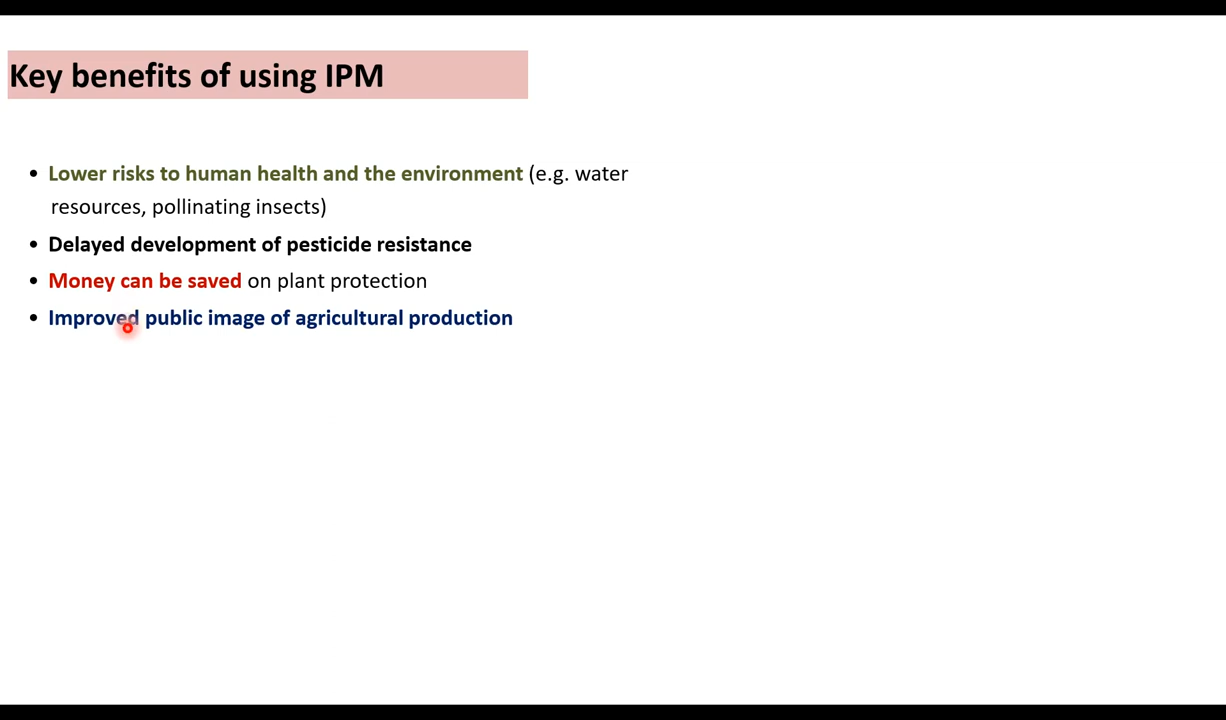 Key benefits of using IPM
• Lower risks to human health and the environment (e.g. water
resources, pollinating insects)
• Delayed development of pesticide resistance
• Money can be saved on plant protection
• Improved public image of agricultural production